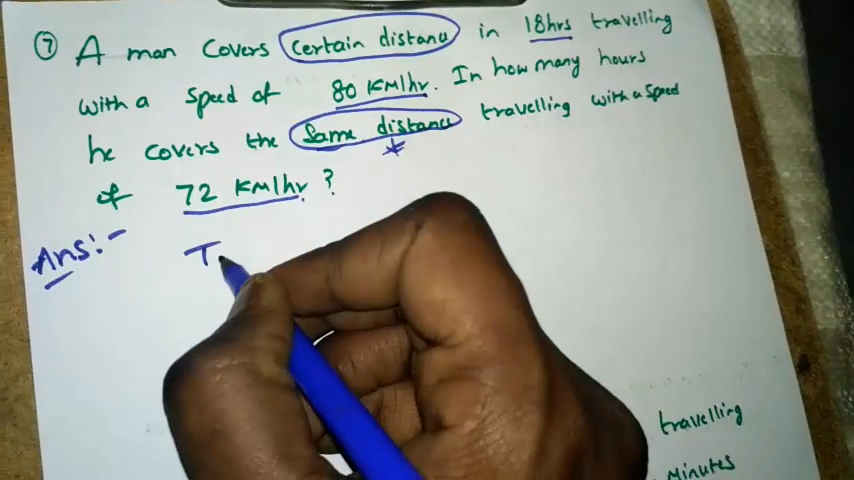 ⑦ A man covers certain distance in 18hrs travelling
with a speed of 80 KM/hr. In how many hours
he covers the same distance travelling with a speed
of 72 KM/hr ?
Ans:- T
travelling
Minutes